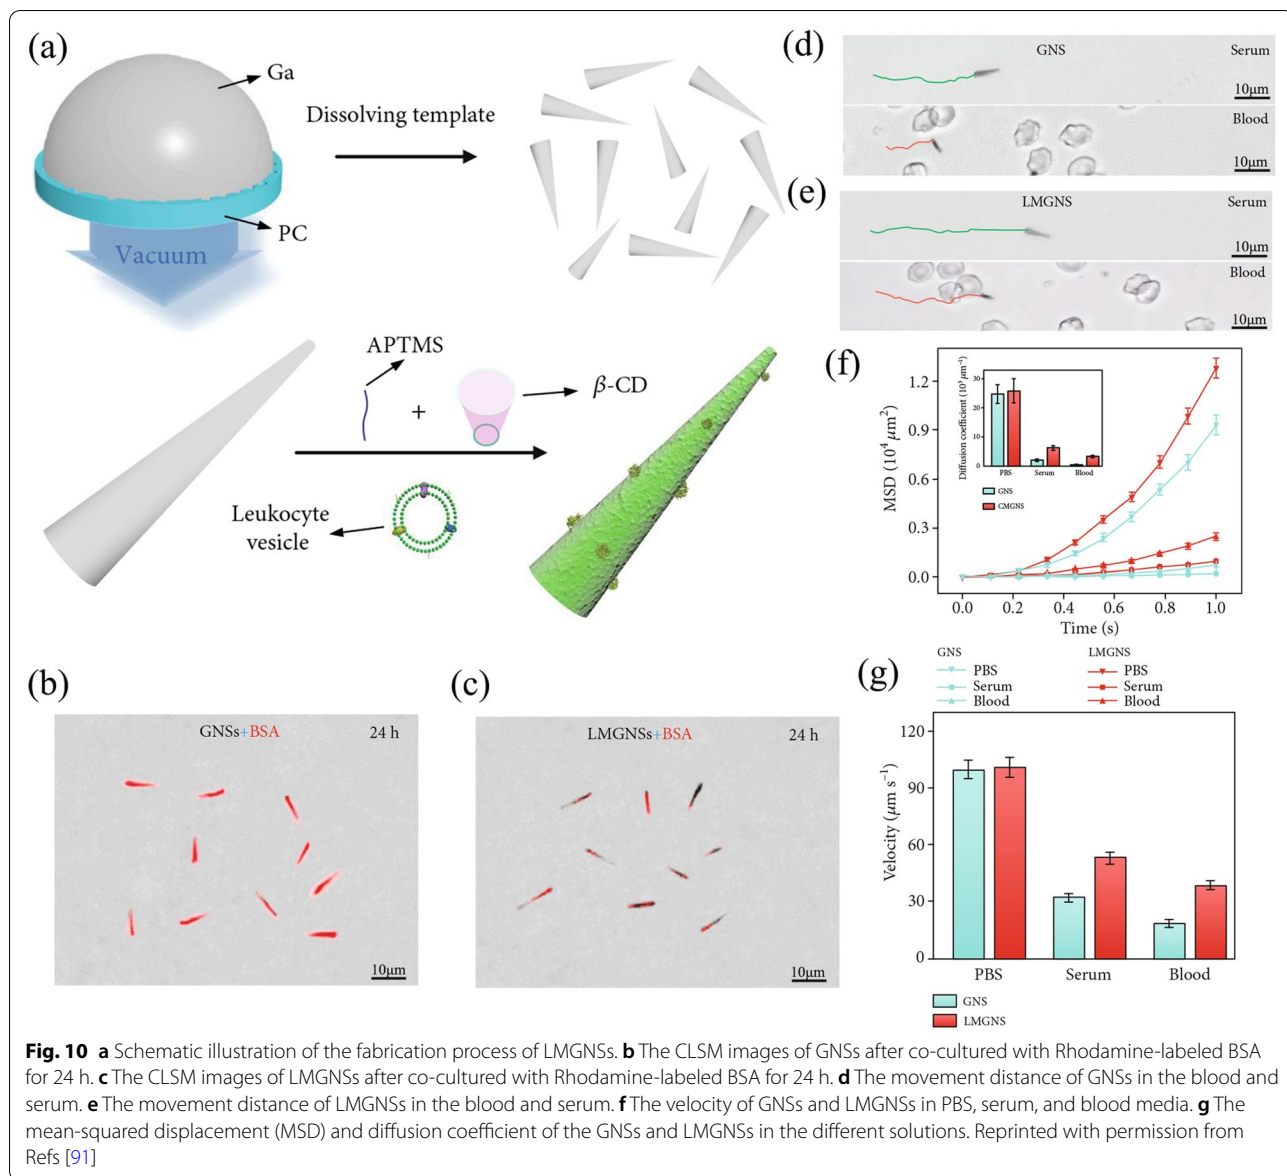 (a)
Ga
PC
Vacuum
Dissolving template
APTMS
+
β-CD
Leukocyte
vesicle
(b)
GNSs+BSA
24 h
10μm
(c)
LMGNSs+BSA
24 h
10μm
(d)
GNS
Serum
10μm
Blood
10μm
(e)
LMGNS
Serum
10μm
Blood
10μm
(f)
MSD (10⁴ μm²)
1.2
0.9
0.6
0.3
0.0
0.0 0.2 0.4 0.6 0.8 1.0
Time (s)
Diffusion coefficient (10³ μm⁻¹)
30
20
10
0
PBS Serum Blood
GNS
CMGNS
GNS LMGNS
PBS PBS
Serum Serum
Blood Blood
(g)
Velocity (μm s⁻¹)
120
90
60
30
0
PBS Serum Blood
GNS
LMGNS
Fig. 10 a Schematic illustration of the fabrication process of LMGNSs. b The CLSM images of GNSs after co-cultured with Rhodamine-labeled BSA
for 24 h. c The CLSM images of LMGNSs after co-cultured with Rhodamine-labeled BSA for 24 h. d The movement distance of GNSs in the blood and
serum. e The movement distance of LMGNSs in the blood and serum. f The velocity of GNSs and LMGNSs in PBS, serum, and blood media. g The
mean-squared displacement (MSD) and diffusion coefficient of the GNSs and LMGNSs in the different solutions. Reprinted with permission from
Refs [91]